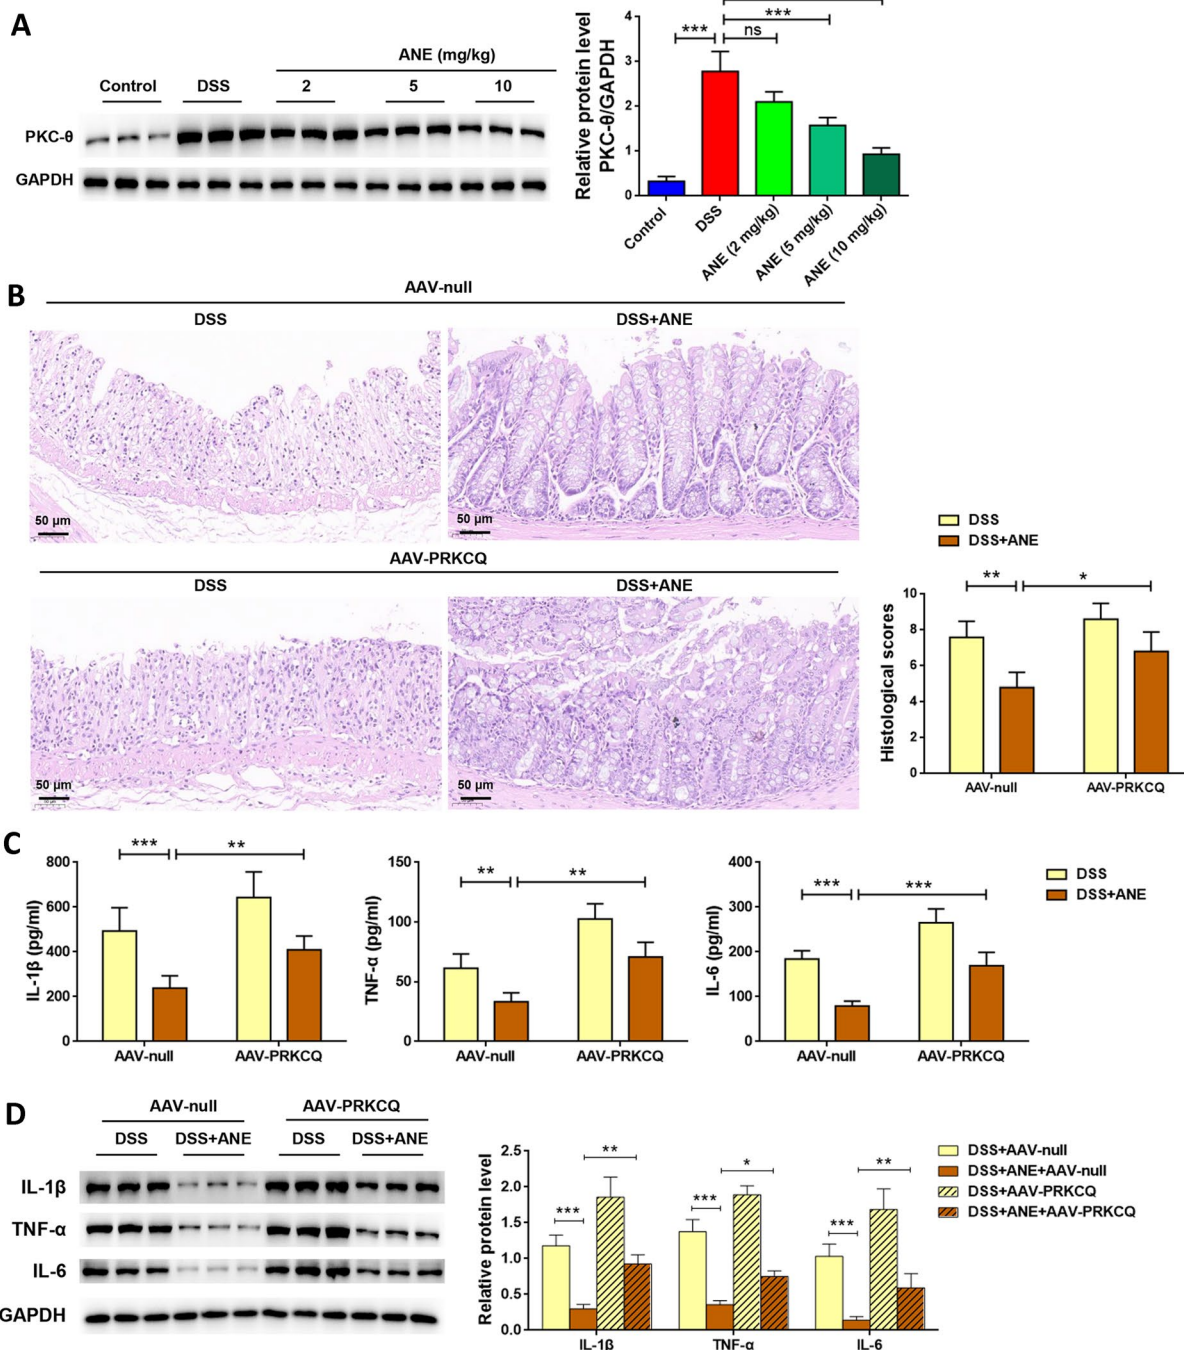 A
ANE (mg/kg)
Control DSS 2 5 10
PKC-θ
GAPDH
Relative protein level
PKC-θ/GAPDH
4
3
2
1
0
*** ns ***
Control
DSS
ANE (2 mg/kg)
ANE (5 mg/kg)
ANE (10 mg/kg)
B
AAV-null
DSS DSS+ANE
50 μm 50 μm
AAV-PRKCQ
DSS DSS+ANE
50 μm 50 μm
DSS
DSS+ANE
** *
Histological scores
10
8
6
4
2
0
AAV-null AAV-PRKCQ
C
*** **
IL-1β (pg/ml)
800
600
400
200
0
AAV-null AAV-PRKCQ
** **
TNF-α (pg/ml)
150
100
50
0
AAV-null AAV-PRKCQ
*** ***
IL-6 (pg/ml)
400
300
200
100
0
AAV-null AAV-PRKCQ
DSS
DSS+ANE
D
AAV-null AAV-PRKCQ
DSS DSS+ANE DSS DSS+ANE
IL-1β
TNF-α
IL-6
GAPDH
Relative protein level
2.5
2.0
1.5
1.0
0.5
0.0
*** ** *** * *** **
IL-1β TNF-α IL-6
DSS+AAV-null
DSS+ANE+AAV-null
DSS+AAV-PRKCQ
DSS+ANE+AAV-PRKCQ